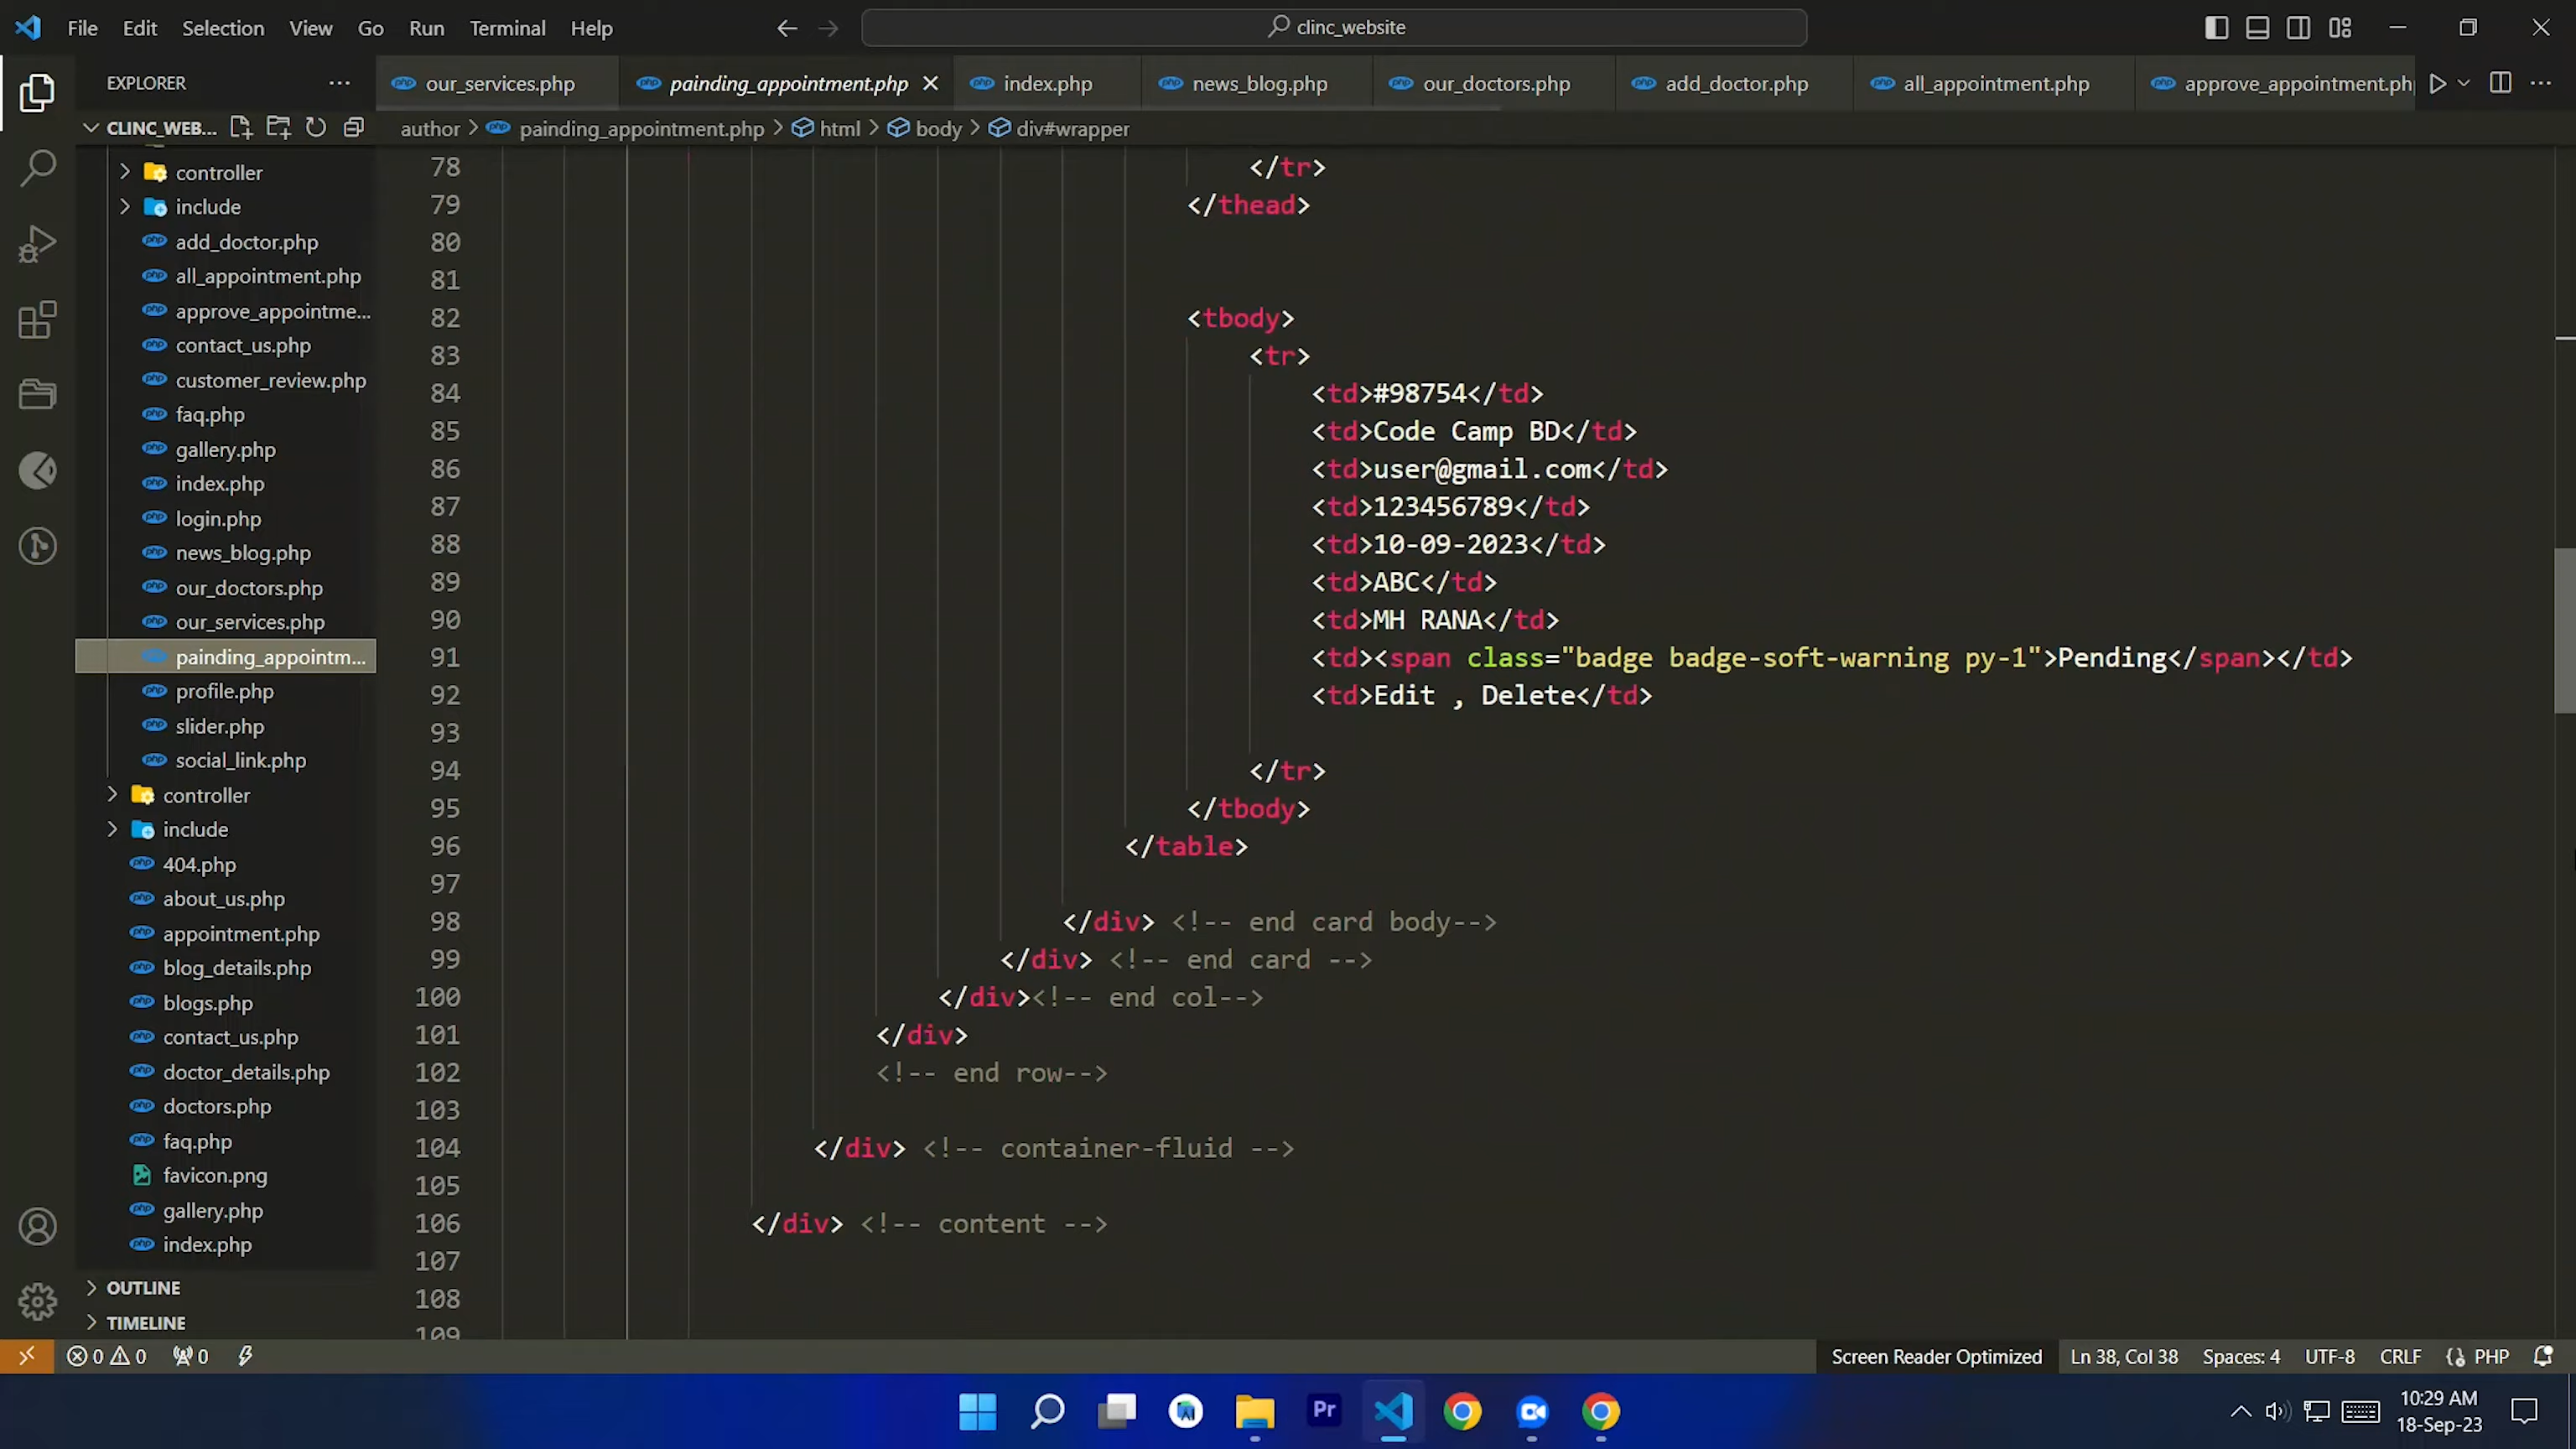 File Edit Selection View Go Run Terminal Help
clinc_website
EXPLORER
our_services.php
painding_appointment.php
index.php
news_blog.php
our_doctors.php
add_doctor.php
all_appointment.php
approve_appointment.ph
CLINC_WEB...
author > painding_appointment.php > html > body > div#wrapper
controller
include
add_doctor.php
all_appointment.php
approve_appointme...
contact_us.php
customer_review.php
faq.php
gallery.php
index.php
login.php
news_blog.php
our_doctors.php
our_services.php
painding_appointm...
profile.php
slider.php
social_link.php
controller
include
404.php
about_us.php
appointment.php
blog_details.php
blogs.php
contact_us.php
doctor_details.php
doctors.php
faq.php
favicon.png
gallery.php
index.php
OUTLINE
TIMELINE
78 </tr>
79 </thead>
80
81
82 <tbody>
83 <tr>
84 <td>#98754</td>
85 <td>Code Camp BD</td>
86 <td>user@gmail.com</td>
87 <td>123456789</td>
88 <td>10-09-2023</td>
89 <td>ABC</td>
90 <td>MH RANA</td>
91 <td><span class="badge badge-soft-warning py-1">Pending</span></td>
92 <td>Edit , Delete</td>
93
94 </tr>
95 </tbody>
96 </table>
97
98 </div> <!-- end card body-->
99 </div> <!-- end card -->
100 </div><!-- end col-->
101 </div>
102 <!-- end row-->
103
104 </div> <!-- container-fluid -->
105
106 </div> <!-- content -->
107
108
109
0 0 0
Screen Reader Optimized Ln 38, Col 38 Spaces: 4 UTF-8 CRLF PHP
Pr
10:29 AM
18-Sep-23